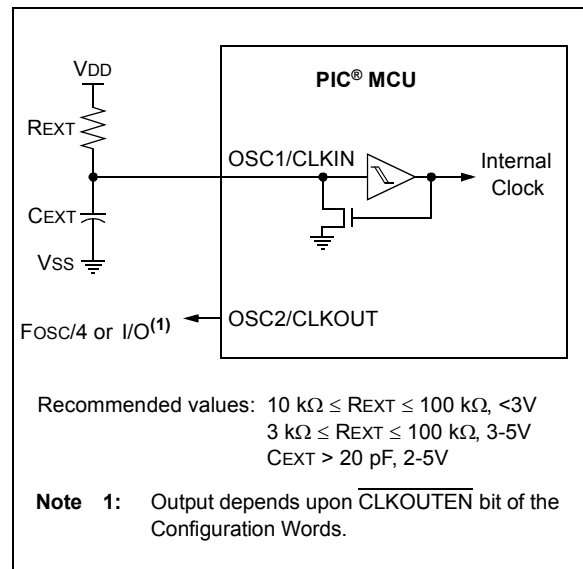 VDD
PIC® MCU
REXT
OSC1/CLKIN
Internal
Clock
CEXT
VSS
OSC2/CLKOUT
FOSC/4 or I/O(1)
Recommended values: 10 kΩ ≤ REXT ≤ 100 kΩ, <3V
3 kΩ ≤ REXT ≤ 100 kΩ, 3-5V
CEXT > 20 pF, 2-5V
Note 1: Output depends upon CLKOUTEN bit of the
Configuration Words.